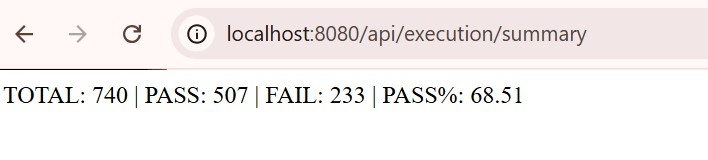 localhost:8080/api/execution/summary
TOTAL: 740 | PASS: 507 | FAIL: 233 | PASS%: 68.51